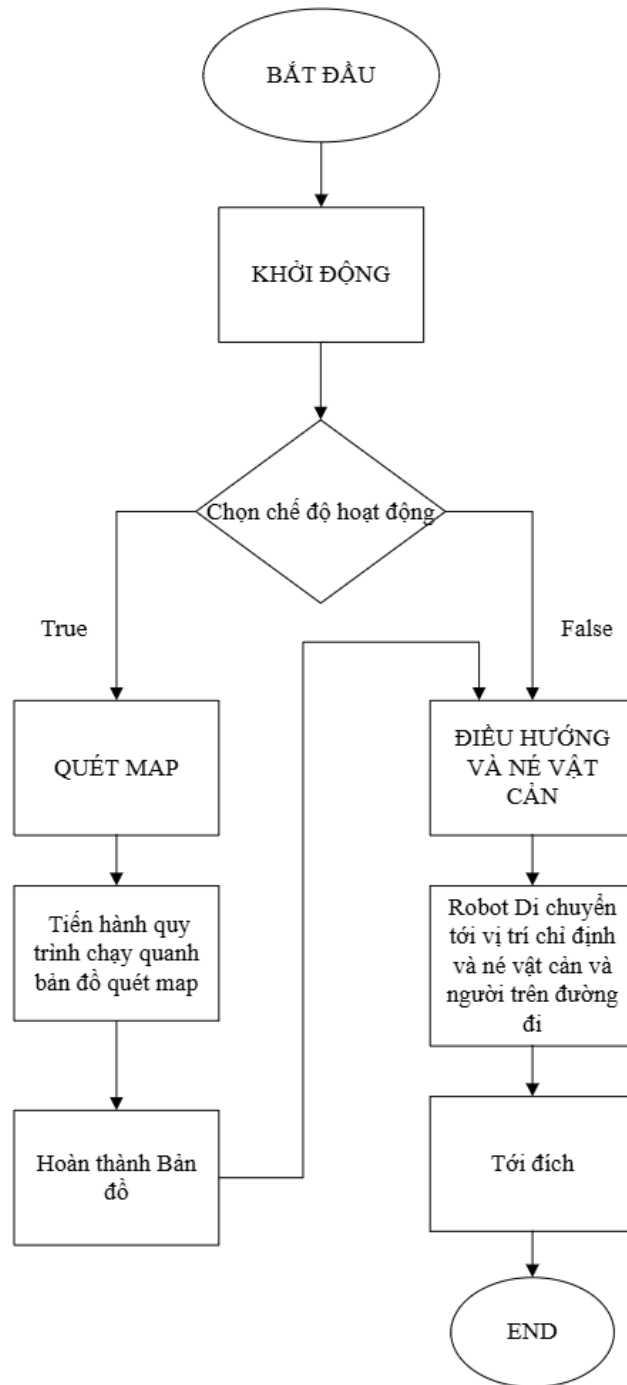 BẮT ĐẦU
KHỞI ĐỘNG
Chọn chế độ hoạt động
True
False
QUÉT MAP
Tiến hành quy
trình chạy quanh
bản đồ quét map
Hoàn thành Bản
đồ
ĐIỀU HƯỚNG
VÀ NÉ VẬT
CẢN
Robot Di chuyển
tới vị trí chỉ định
và né vật cản và
người trên đường
đi
Tới đích
END